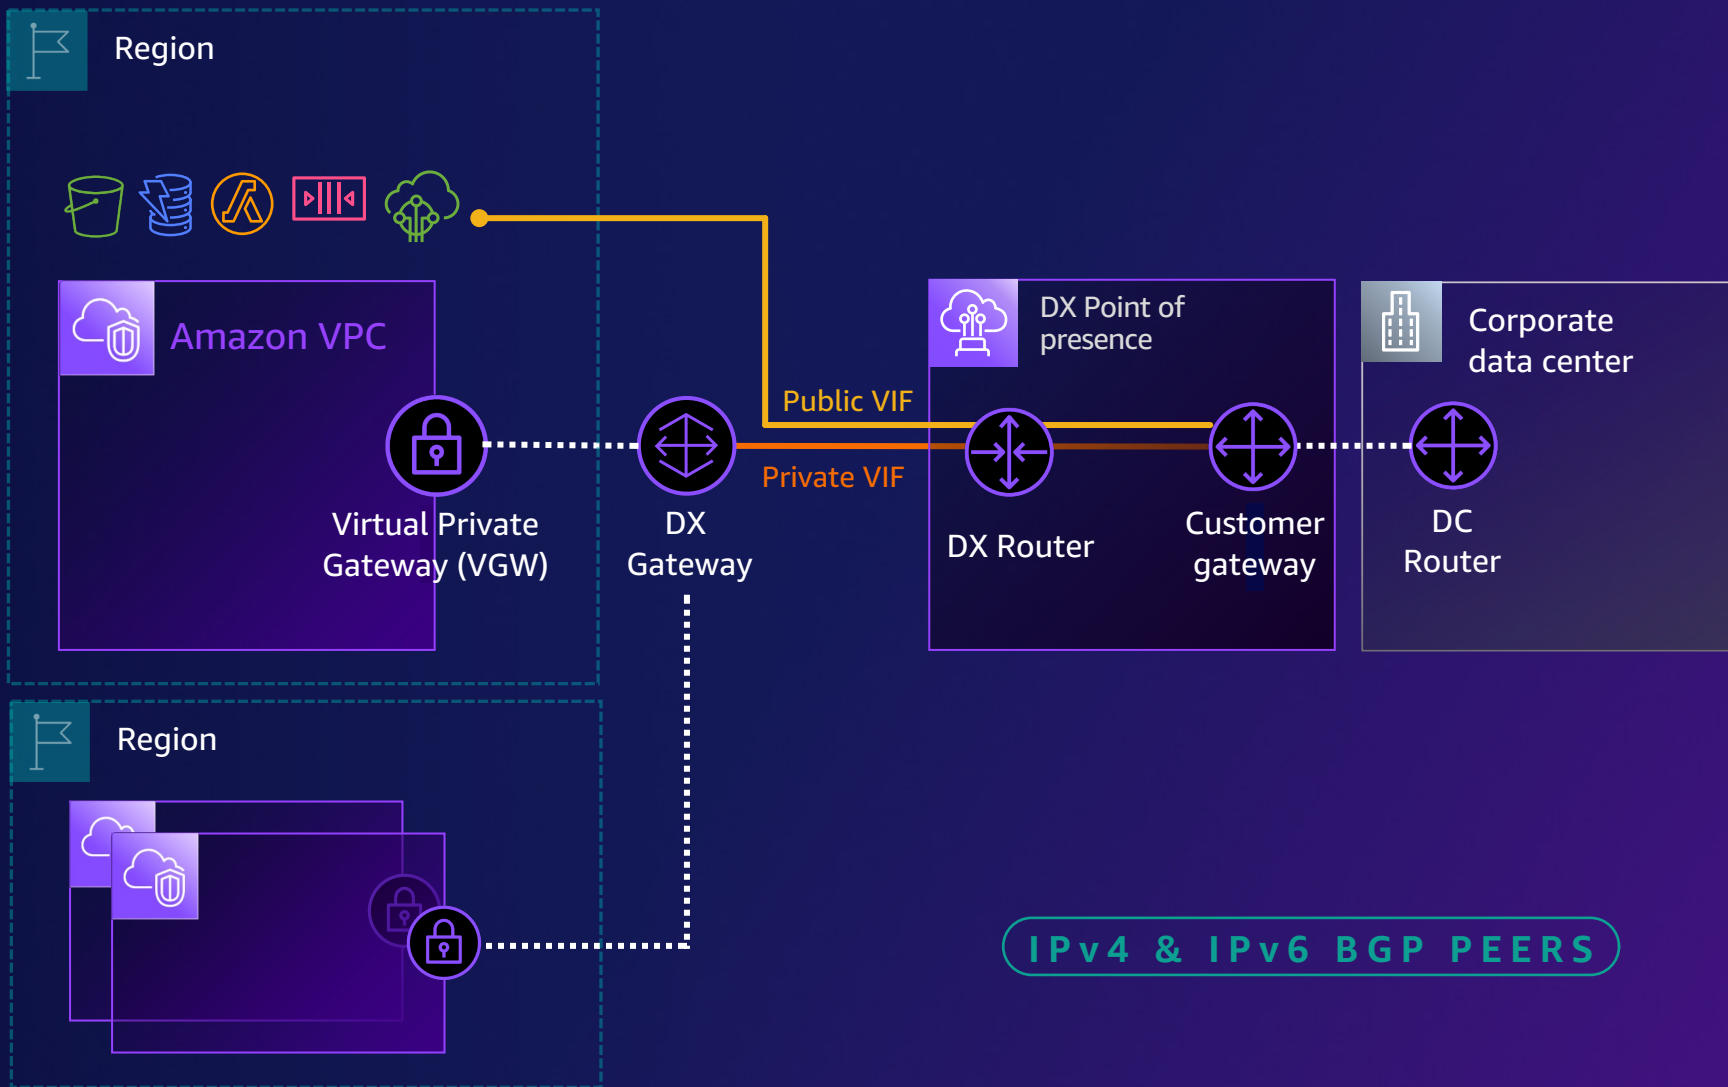 Region
Amazon VPC
Virtual Private
Gateway (VGW)
DX
Gateway
Public VIF
Private VIF
DX Point of
presence
DX Router
Customer
gateway
Corporate
data center
DC
Router
Region
IPv4 & IPv6 BGP PEERS